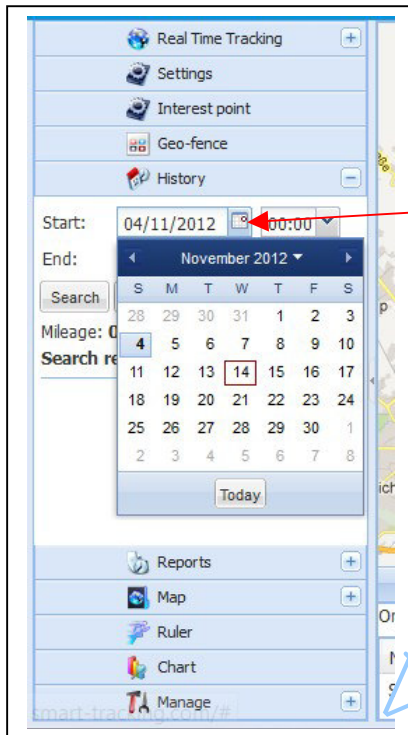 Real Time Tracking
Settings
Interest point
Geo-fence
History
Start: 04/11/2012 00:00
End:
November 2012
S M T W T F S
28 29 30 31 1 2 3
4 5 6 7 8 9 10
11 12 13 14 15 16 17
18 19 20 21 22 23 24
25 26 27 28 29 30 1
2 3 4 5 6 7 8
Today
Search
Mileage: 0
Search re
Reports
Map
Ruler
Chart
Manage